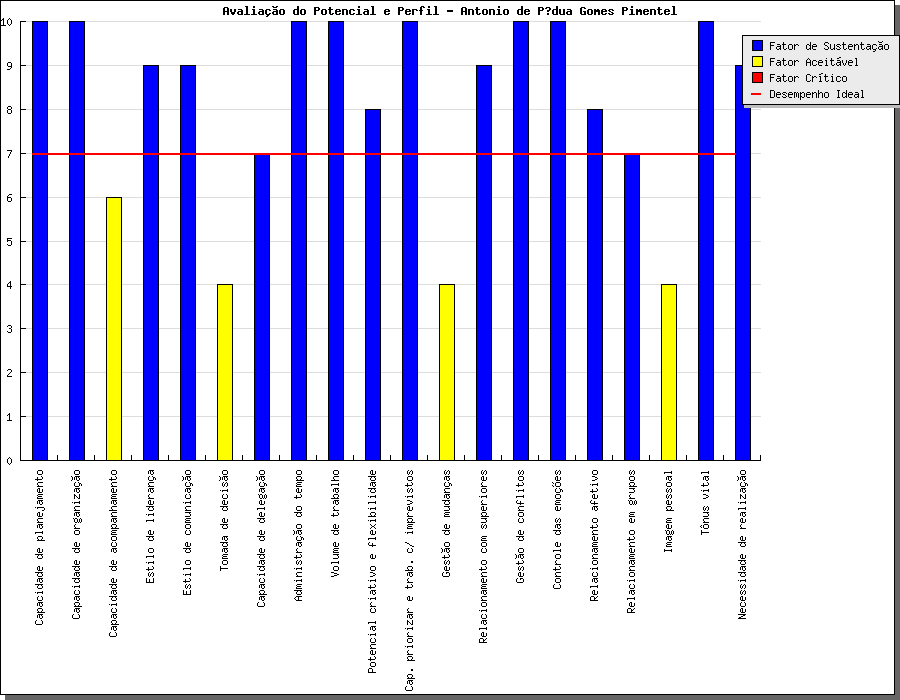 Avaliação do Potencial e Perfil - Antonio de P?dua Gomes Pimentel
10
9
8
7
6
5
4
3
2
1
0
Fator de Sustentação
Fator Aceitável
Fator Crítico
Desempenho Ideal
Capacidade de planejamento
Capacidade de organização
Capacidade de acompanhamento
Estilo de liderança
Estilo de comunicação
Tomada de decisão
Capacidade de delegação
Administração do tempo
Volume de trabalho
Potencial criativo e flexibilidade
Cap. priorizar e trab. c/ imprevistos
Gestão de mudanças
Relacionamento com superiores
Gestão de conflitos
Controle das emoções
Relacionamento afetivo
Relacionamento em grupos
Imagem pessoal
Tônus vital
Necessidade de realização